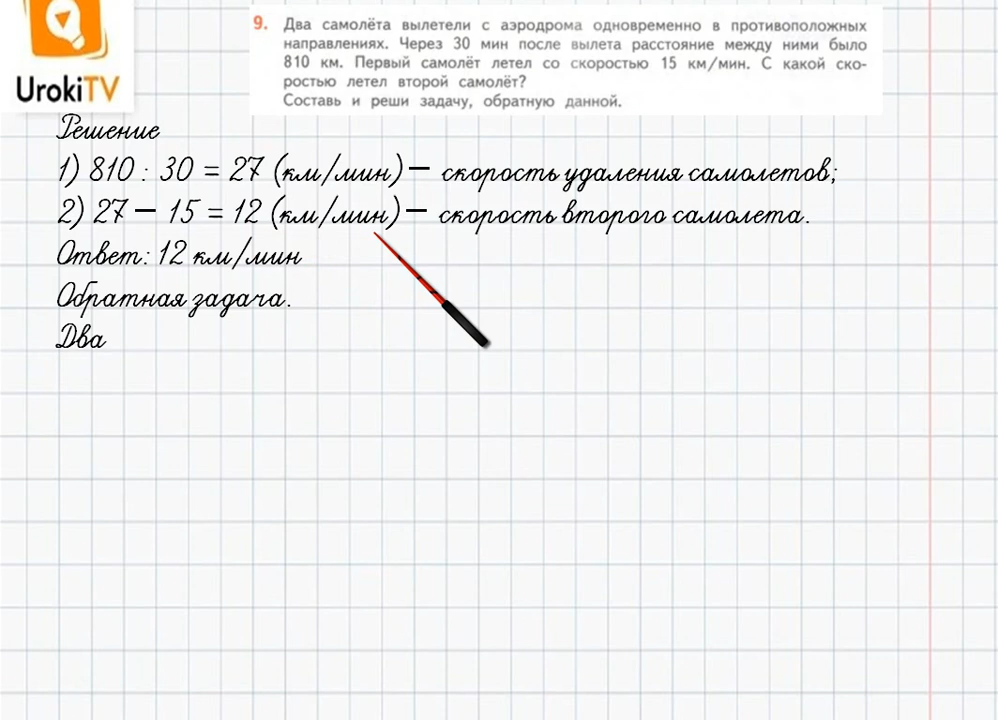 UrokiTV
9. Два самолёта вылетели с аэродрома одновременно в противоположных
направлениях. Через 30 мин после вылета расстояние между ними было
810 км. Первый самолёт летел со скоростью 15 км/мин. С какой ско-
ростью летел второй самолёт?
Составь и реши задачу, обратную данной.
Решение
1) 810 : 30 = 27 (км/мин) – скорость удаления самолетов;
2) 27 – 15 = 12 (км/мин) – скорость второго самолета.
Ответ: 12 км/мин
Обратная задача.
Два